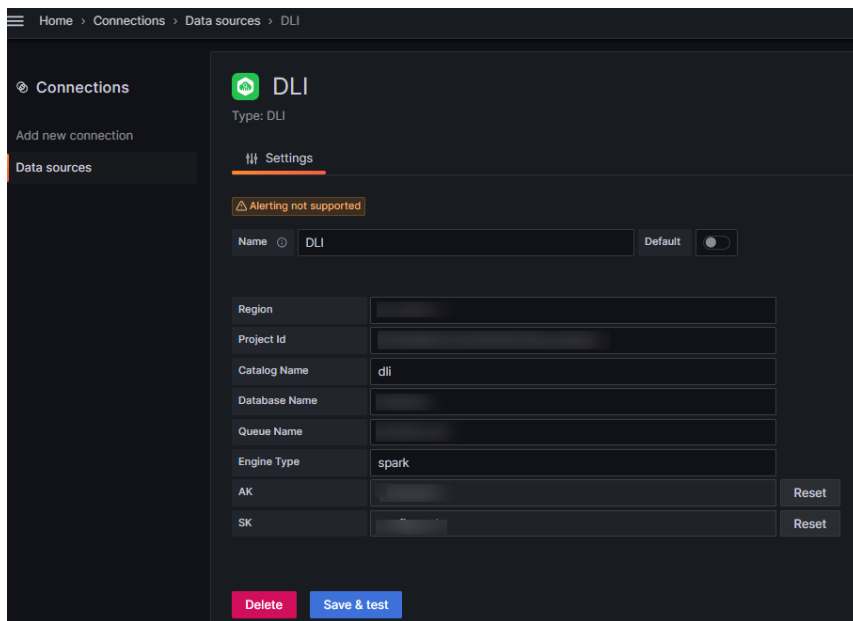 Home › Connections › Data sources › DLI
Connections
Add new connection
Data sources
DLI
Type: DLI
Settings
Alerting not supported
Name DLI Default
Region
Project Id
Catalog Name dli
Database Name
Queue Name
Engine Type spark
AK Reset
SK Reset
Delete Save & test